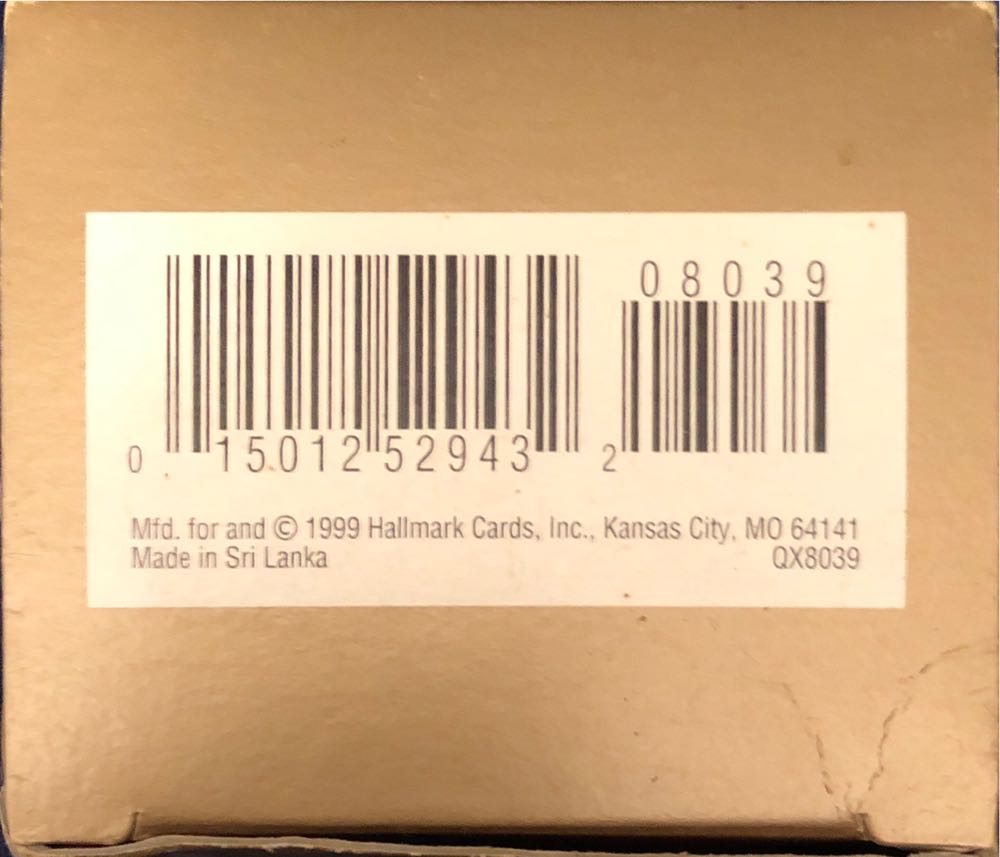 08039
0 15012 52943 2
Mfd. for and © 1999 Hallmark Cards, Inc., Kansas City, MO 64141
Made in Sri Lanka QX8039